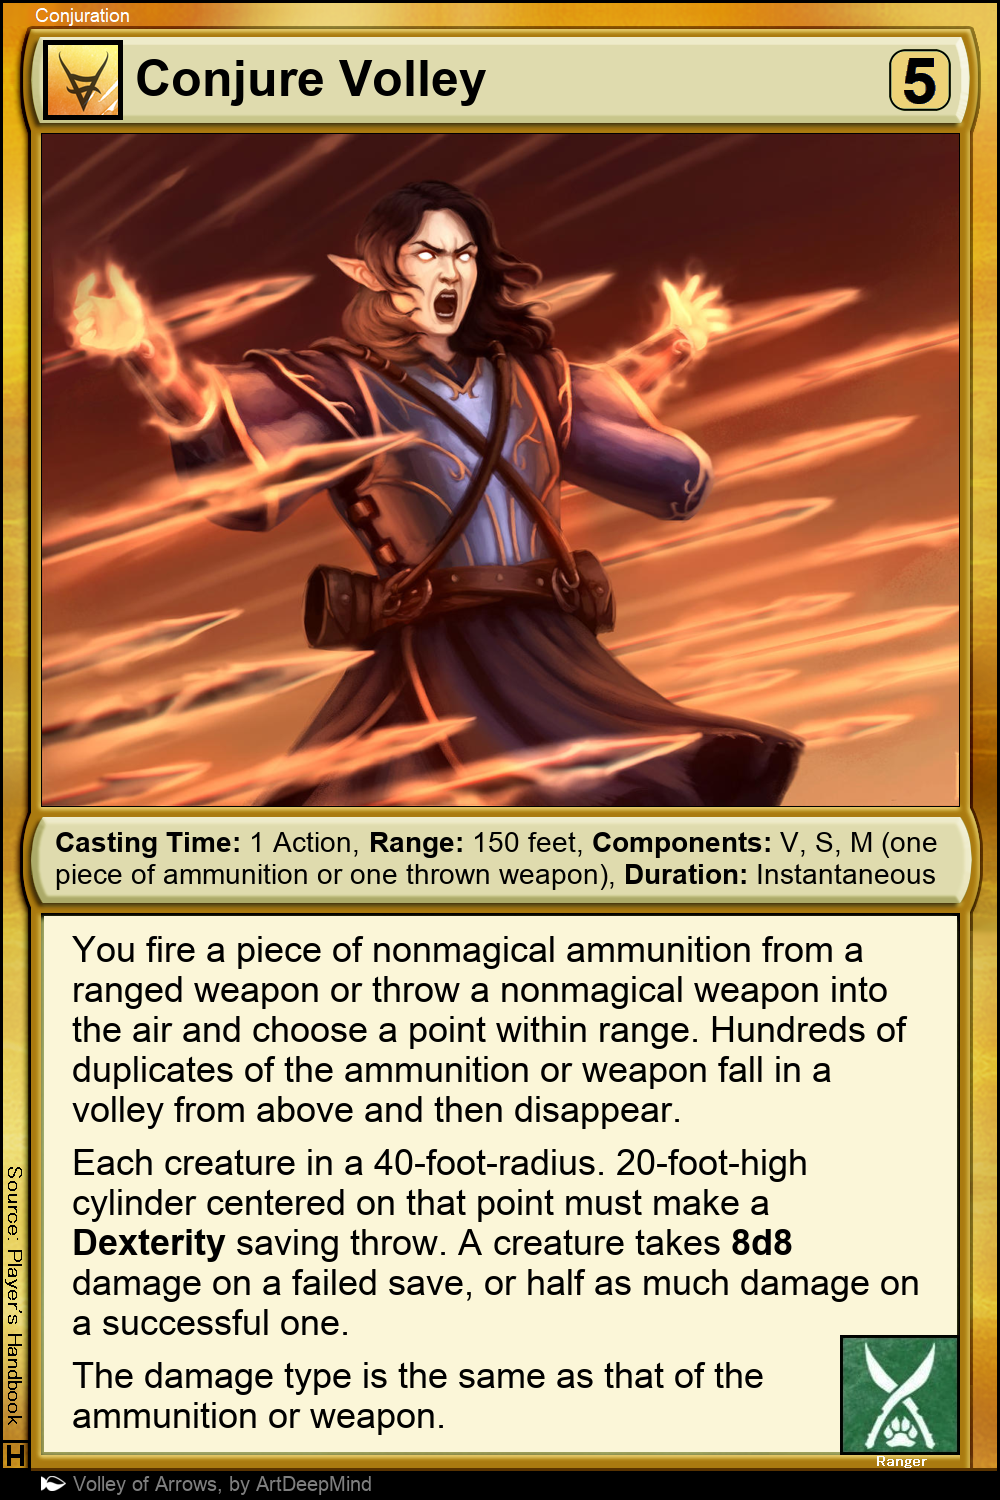 Conjuration
Conjure Volley
5
Casting Time: 1 Action, Range: 150 feet, Components: V, S, M (one
piece of ammunition or one thrown weapon), Duration: Instantaneous
You fire a piece of nonmagical ammunition from a
ranged weapon or throw a nonmagical weapon into
the air and choose a point within range. Hundreds of
duplicates of the ammunition or weapon fall in a
volley from above and then disappear.
Each creature in a 40-foot-radius. 20-foot-high
cylinder centered on that point must make a
Dexterity saving throw. A creature takes 8d8
damage on a failed save, or half as much damage on
a successful one.
The damage type is the same as that of the
ammunition or weapon.
Ranger
Source: Player's Handbook
H
Volley of Arrows, by ArtDeepMind